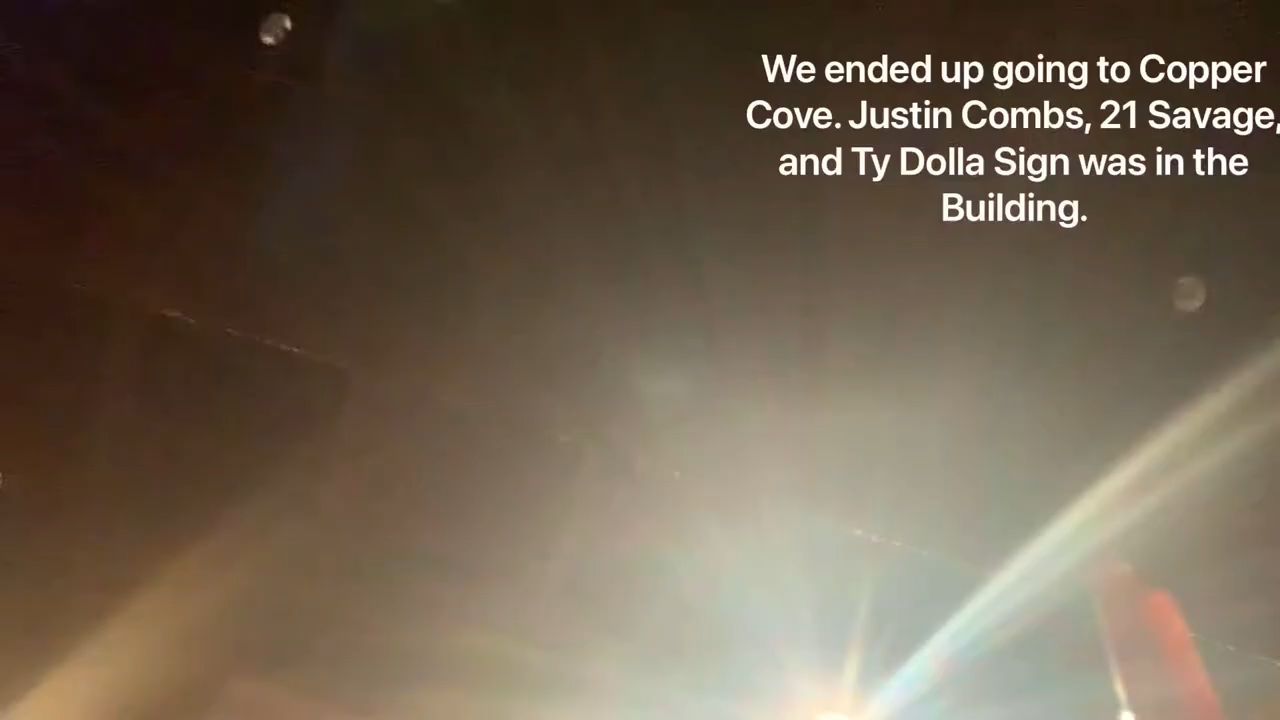 We ended up going to Copper
Cove. Justin Combs, 21 Savage,
and Ty Dolla Sign was in the
Building.